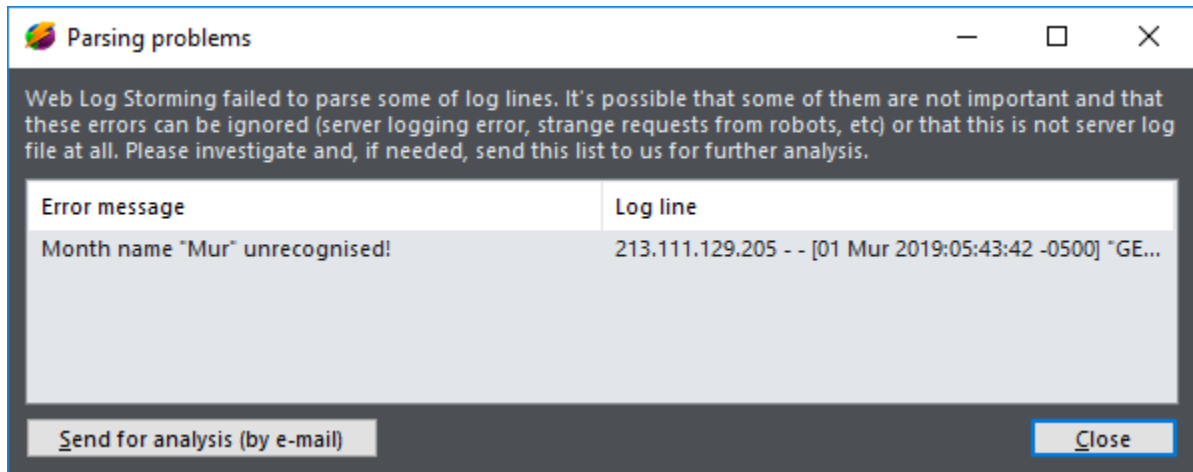 Parsing problems
Web Log Storming failed to parse some of log lines. It's possible that some of them are not important and that
these errors can be ignored (server logging error, strange requests from robots, etc) or that this is not server log
file at all. Please investigate and, if needed, send this list to us for further analysis.
Error message Log line
Month name "Mur" unrecognised! 213.111.129.205 - - [01 Mur 2019:05:43:42 -0500] "GE...
Send for analysis (by e-mail) Close